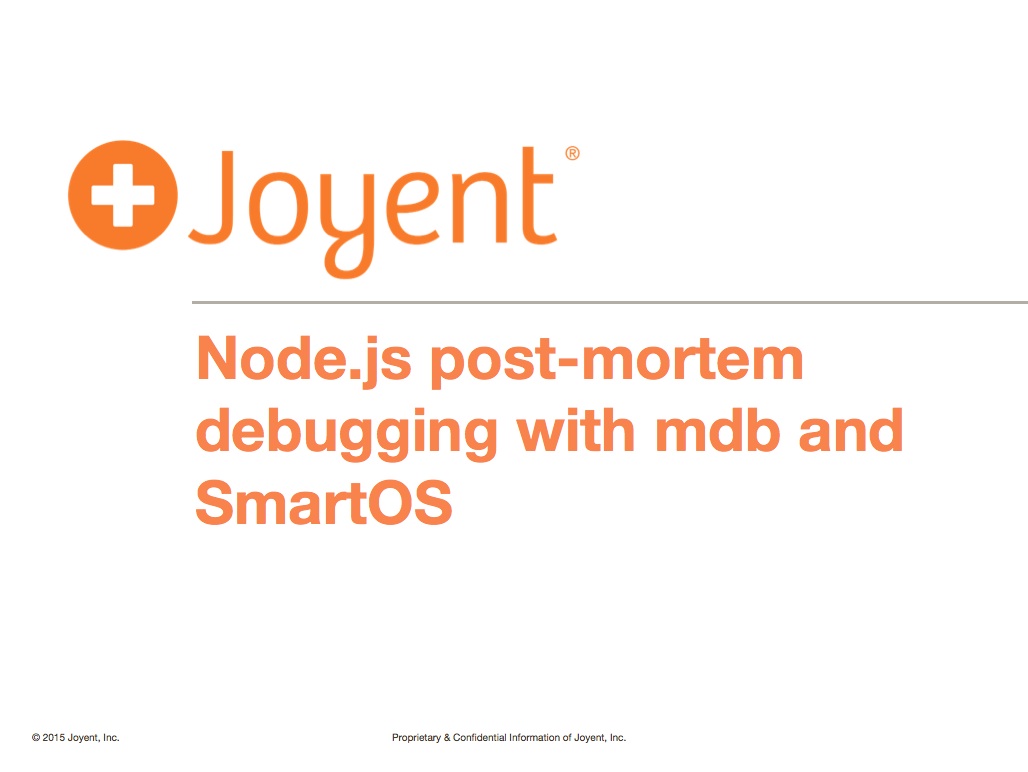 Joyent®
Node.js post-mortem
debugging with mdb and
SmartOS
© 2015 Joyent, Inc.
Proprietary & Confidential Information of Joyent, Inc.